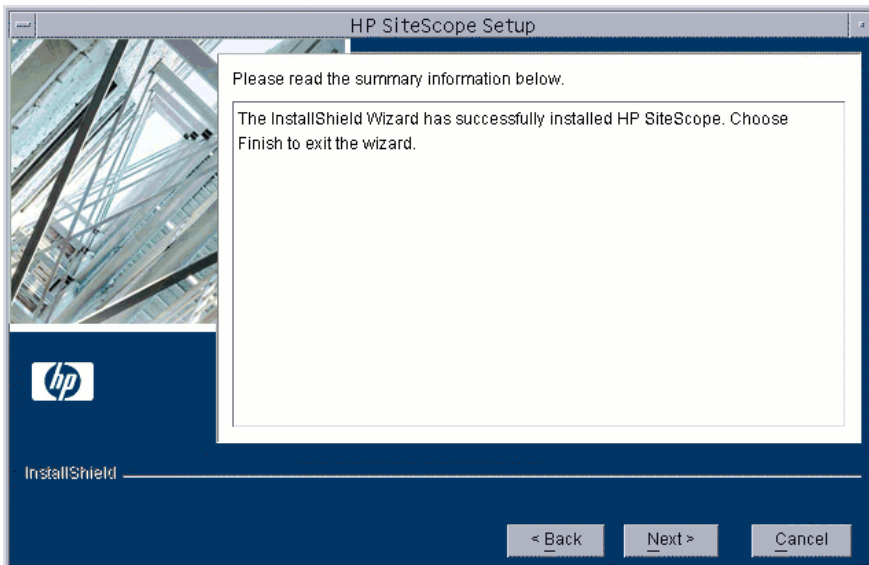 HP SiteScope Setup
Please read the summary information below.
The InstallShield Wizard has successfully installed HP SiteScope. Choose
Finish to exit the wizard.
hp
InstallShield
< Back
Next >
Cancel